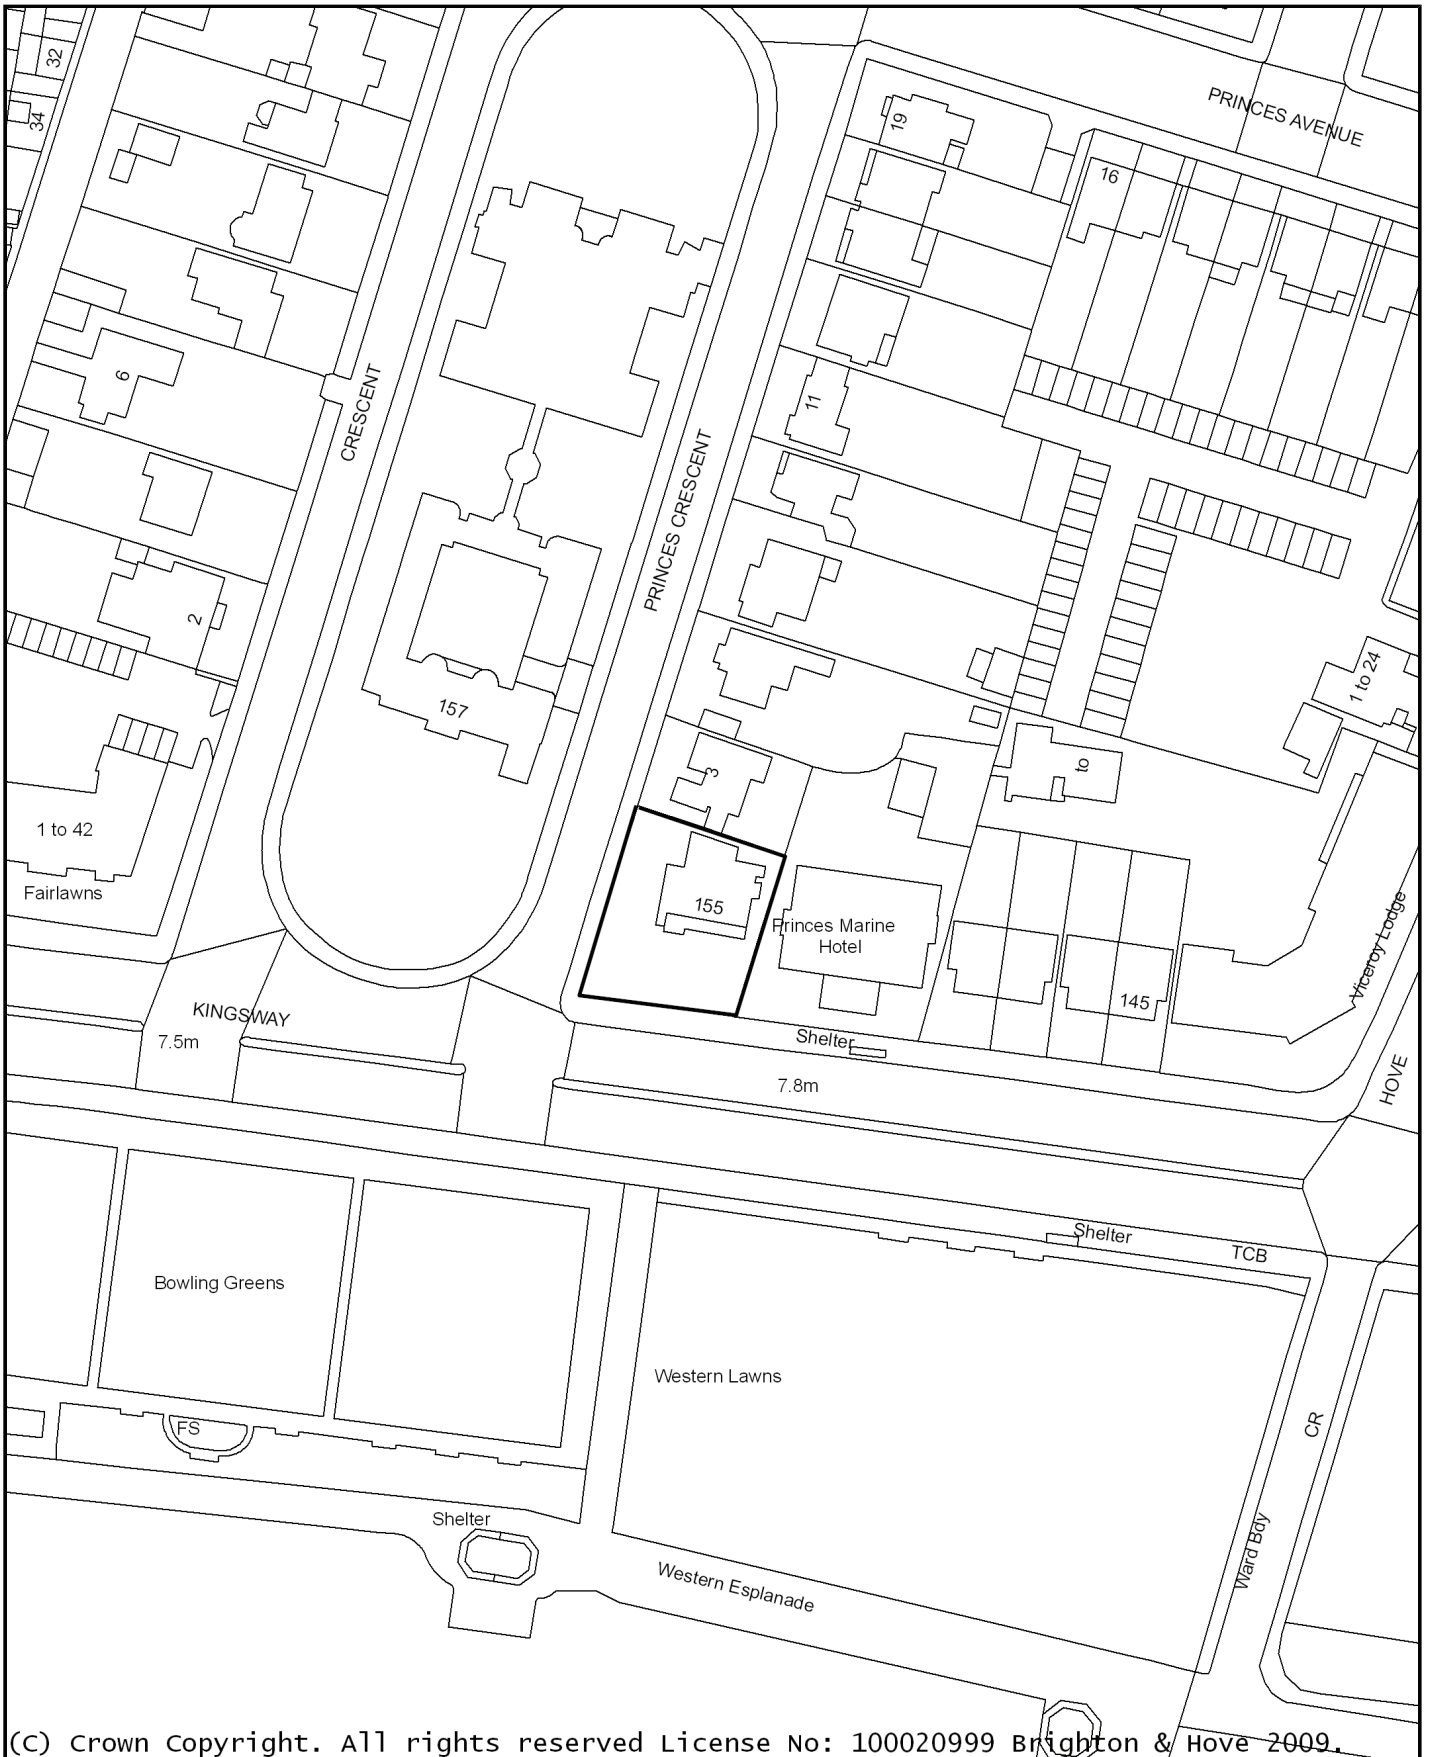 32
34
PRINCES AVENUE
19
16
6
CRESCENT
11
PRINCES CRESCENT
2
157
1 to 24
3
to
1 to 42
Fairlawns
155
Princes Marine
Hotel
Viceroy Lodge
145
KINGSWAY
7.5m
Shelter
7.8m
HOVE
Shelter
TCB
Bowling Greens
Western Lawns
CR
FS
Shelter
Ward Bdy
Western Esplanade
(C) Crown Copyright. All rights reserved License No: 100020999 Brighton & Hove 2009.